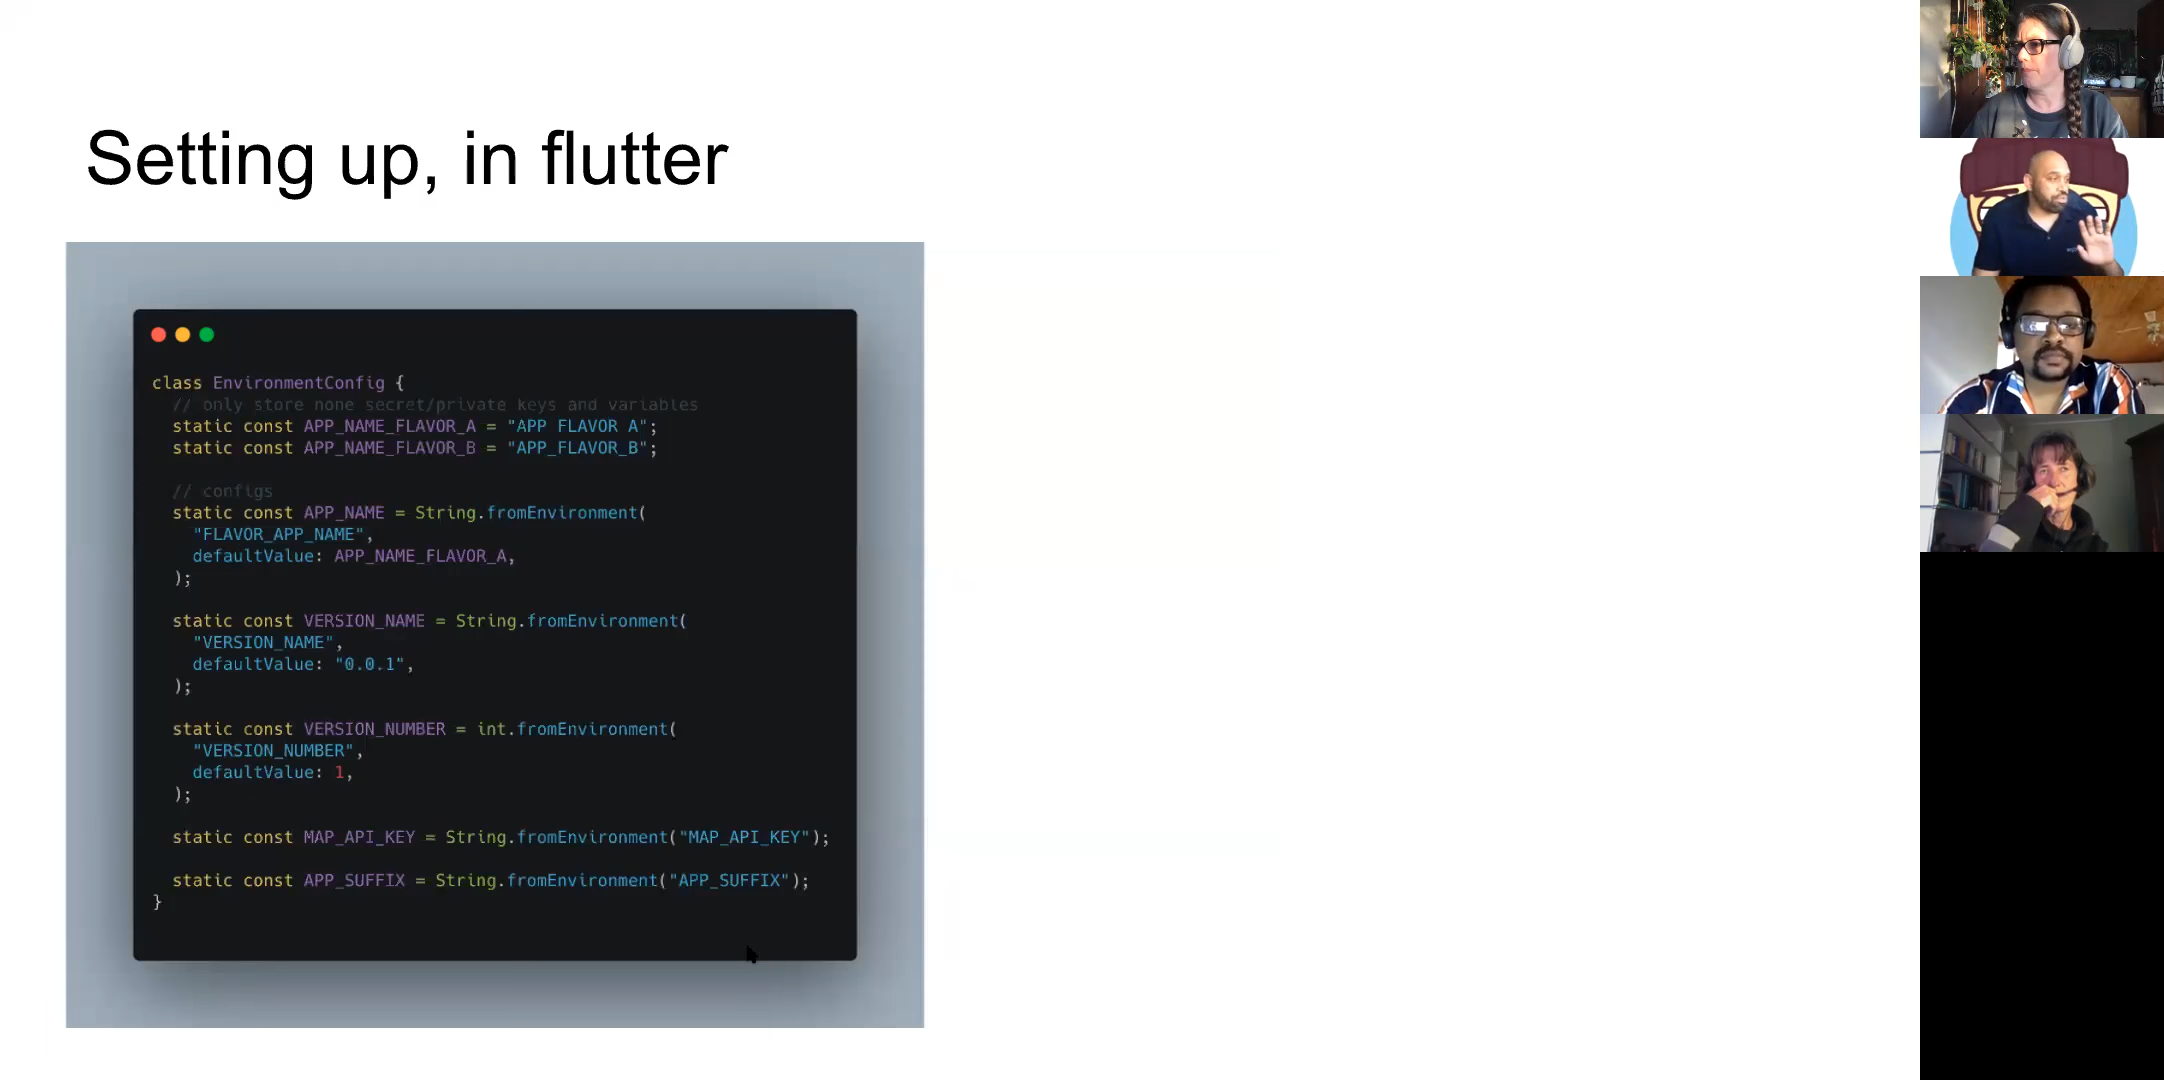 Setting up, in flutter
class EnvironmentConfig {
// only store none secret/private keys and variables
static const APP_NAME_FLAVOR_A = "APP FLAVOR A";
static const APP_NAME_FLAVOR_B = "APP_FLAVOR_B";
// configs
static const APP_NAME = String.fromEnvironment(
"FLAVOR_APP_NAME",
defaultValue: APP_NAME_FLAVOR_A,
);
static const VERSION_NAME = String.fromEnvironment(
"VERSION_NAME",
defaultValue: "0.0.1",
);
static const VERSION_NUMBER = int.fromEnvironment(
"VERSION_NUMBER",
defaultValue: 1,
);
static const MAP_API_KEY = String.fromEnvironment("MAP_API_KEY");
static const APP_SUFFIX = String.fromEnvironment("APP_SUFFIX");
}